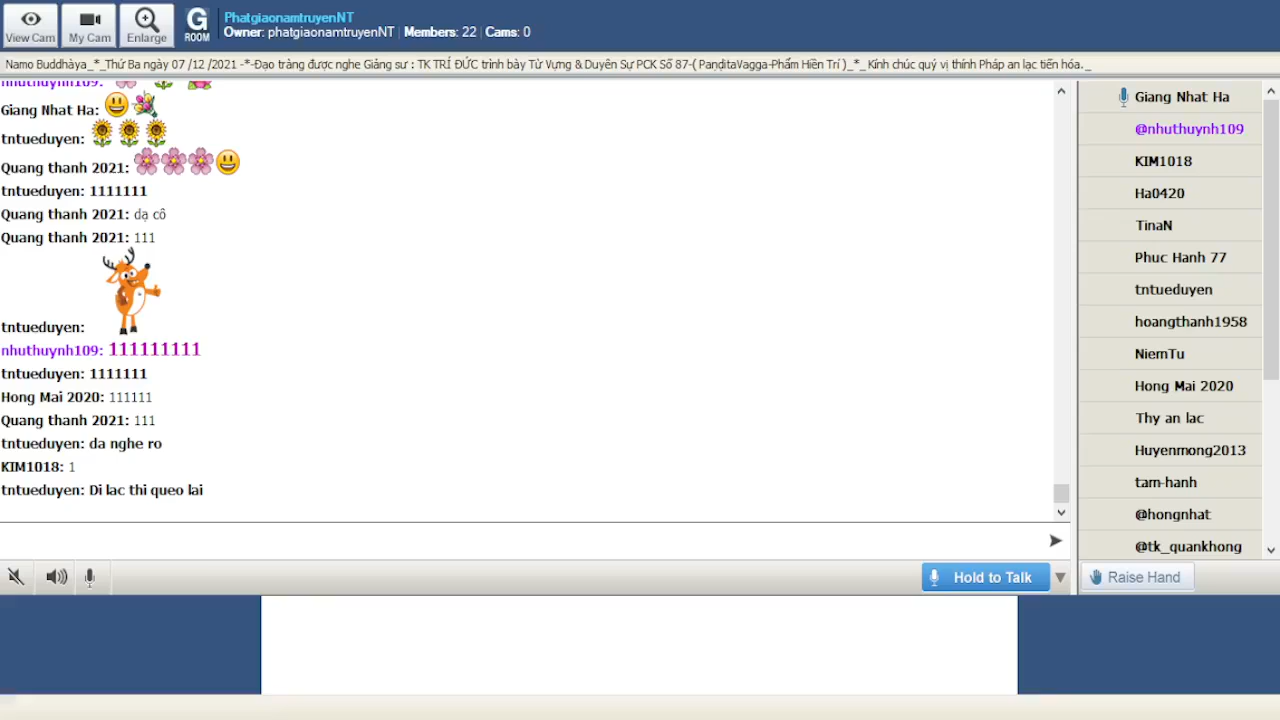 View Cam
My Cam
Enlarge
G
ROOM
PhatgiaonamtruyenNT
Owner: phatgiaonamtruyenNT | Members: 22 | Cams: 0
Namo Buddhàya_*_Thứ Ba ngày 07 /12 /2021 -*-Đạo tràng được nghe Giảng sư : TK TRÍ ĐỨC trình bày Từ Vựng & Duyên Sự PCK Số 87-( PaṇḍitaVagga-Phẩm Hiền Trí )_*_ Kính chúc quý vị thính Pháp an lạc tiến hóa._
nhuthuynh109:
Giang Nhat Ha:
tntueduyen:
Quang thanh 2021:
tntueduyen: 1111111
Quang thanh 2021: dạ cô
Quang thanh 2021: 111
tntueduyen:
nhuthuynh109: 111111111
tntueduyen: 1111111
Hong Mai 2020: 111111
Quang thanh 2021: 111
tntueduyen: da nghe ro
KIM1018: 1
tntueduyen: Di lac thi queo lai
Hold to Talk
Giang Nhat Ha
@nhuthuynh109
KIM1018
Ha0420
TinaN
Phuc Hanh 77
tntueduyen
hoangthanh1958
NiemTu
Hong Mai 2020
Thy an lac
Huyenmong2013
tam-hanh
@hongnhat
@tk_quankhong
Raise Hand